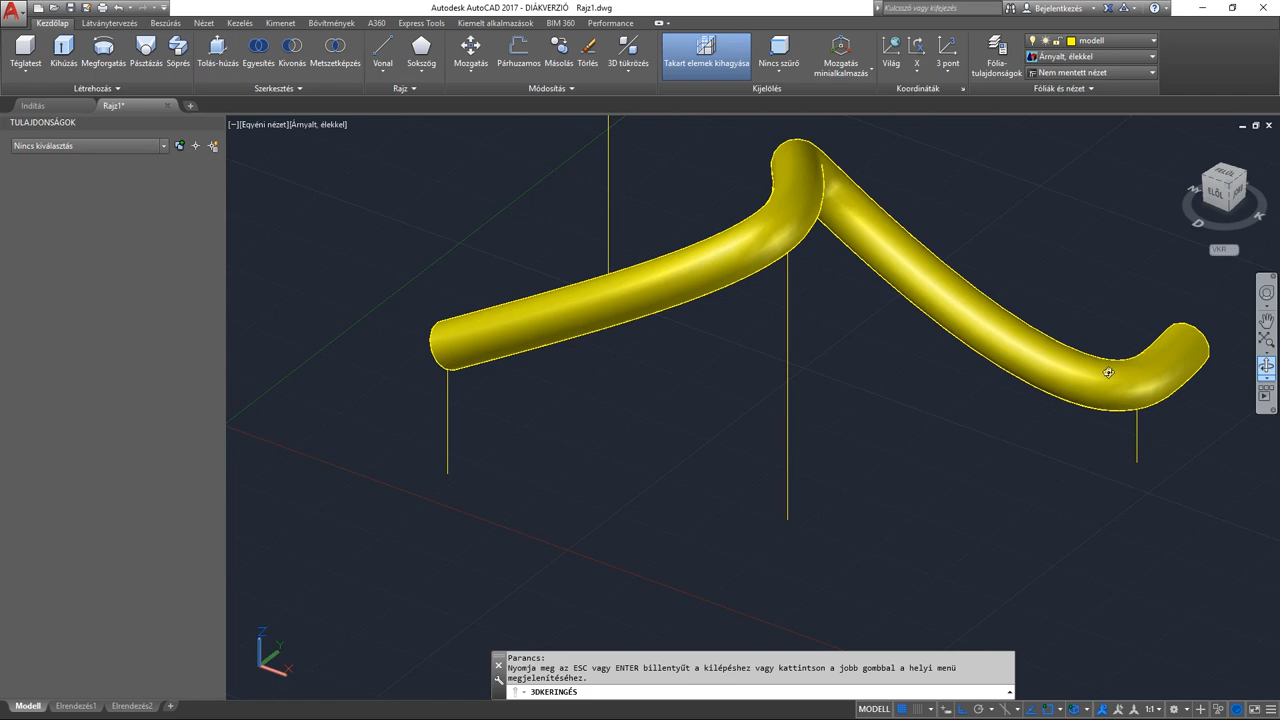 Autodesk AutoCAD 2017 - DIÁKVERZIÓ Rajz1.dwg
Kulcsszó vagy kifejezés
Bejelentkezés
Kezdőlap Látványtervezés Beszúrás Nézet Kezelés Kimenet Bővítmények A360 Express Tools Kiemelt alkalmazások BIM 360 Performance
Téglatest Kihúzás Megforgatás Pásztázás Söprés Tolás-húzás Egyesítés Kivonás Metszetképzés Vonal Sokszög Mozgatás Párhuzamos Másolás Törlés 3D tükrözés Takart elemek kihagyása Nincs szűrő Mozgatás minialkalmazás Világ X 3 pont Fólia-tulajdonságok
modell
Árnyalt, élekkel
Nem mentett nézet
Létrehozás Szerkesztés Rajz Módosítás Kijelölés Koordináták Fóliák és nézet
Indítás Rajz1*
TULAJDONSÁGOK
Nincs kiválasztás
[−][Egyéni nézet][Árnyalt, élekkel]
ELÖL
VKR
Z
Y
X
Parancs:
Nyomja meg az ESC vagy ENTER billentyűt a kilépéshez vagy kattintson a jobb gombbal a helyi menü
megjelenítéséhez.
- 3DKERINGÉS
Modell Elrendezés1 Elrendezés2 +
MODELL 1:1